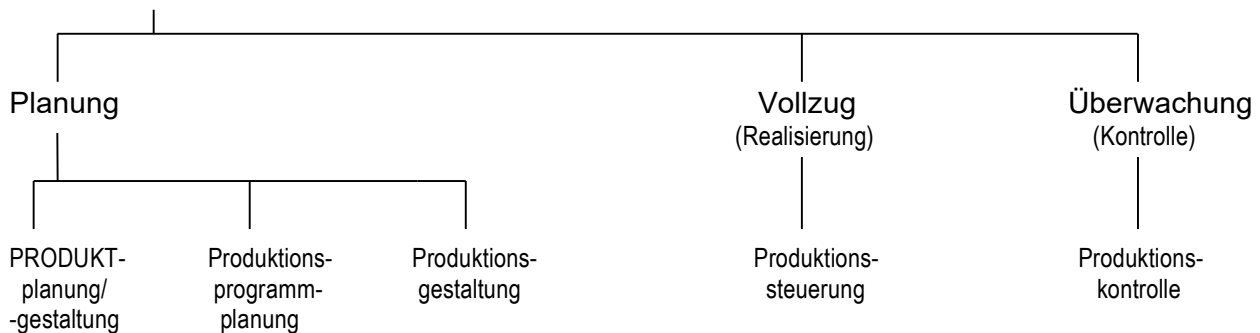 Planung
Vollzug
(Realisierung)
Überwachung
(Kontrolle)
PRODUKT-
planung/
-gestaltung
Produktions-
programm-
planung
Produktions-
gestaltung
Produktions-
steuerung
Produktions-
kontrolle